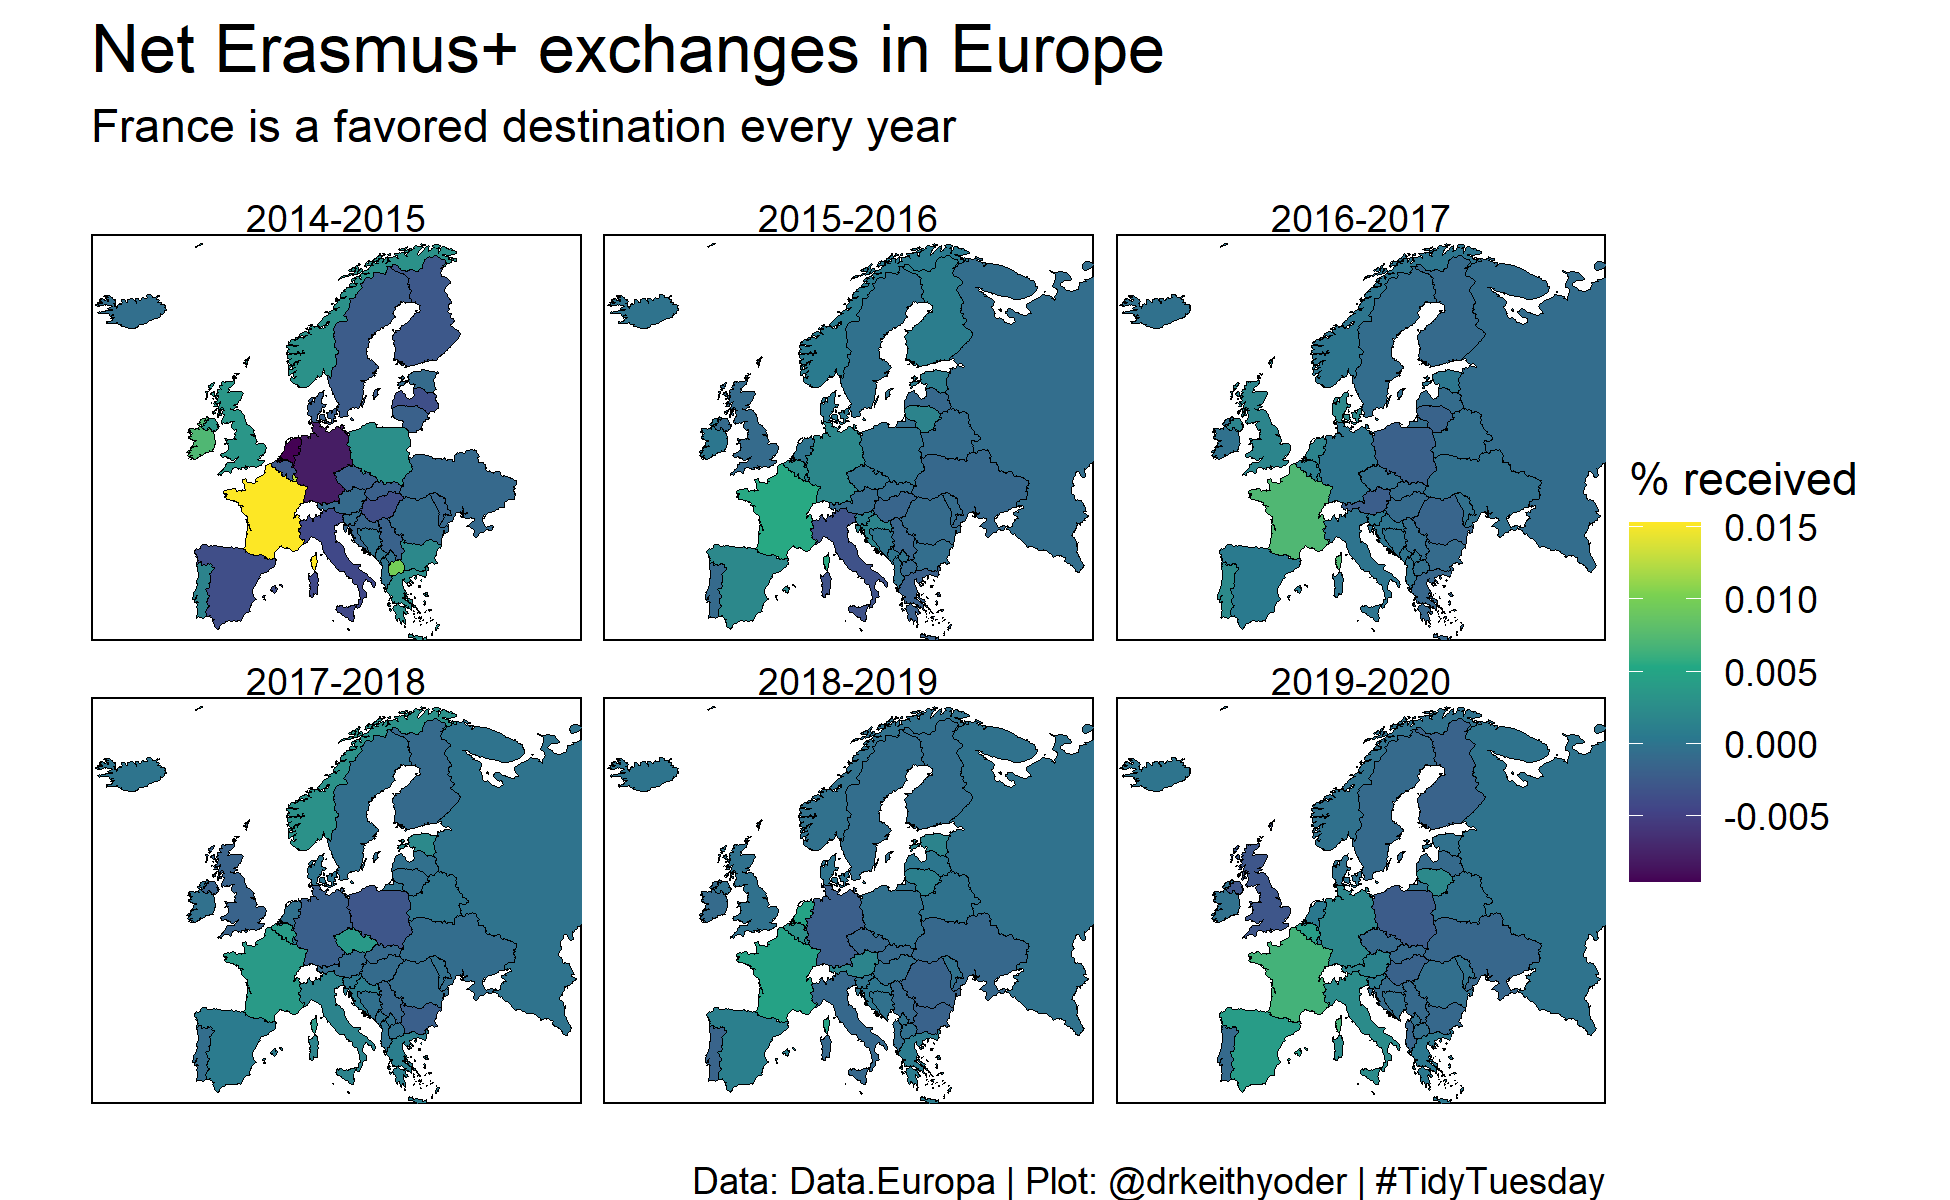 Net Erasmus+ exchanges in Europe
France is a favored destination every year
2014-2015
2015-2016
2016-2017
2017-2018
2018-2019
2019-2020
% received
0.015
0.010
0.005
0.000
-0.005
Data: Data.Europa | Plot: @drkeithyoder | #TidyTuesday